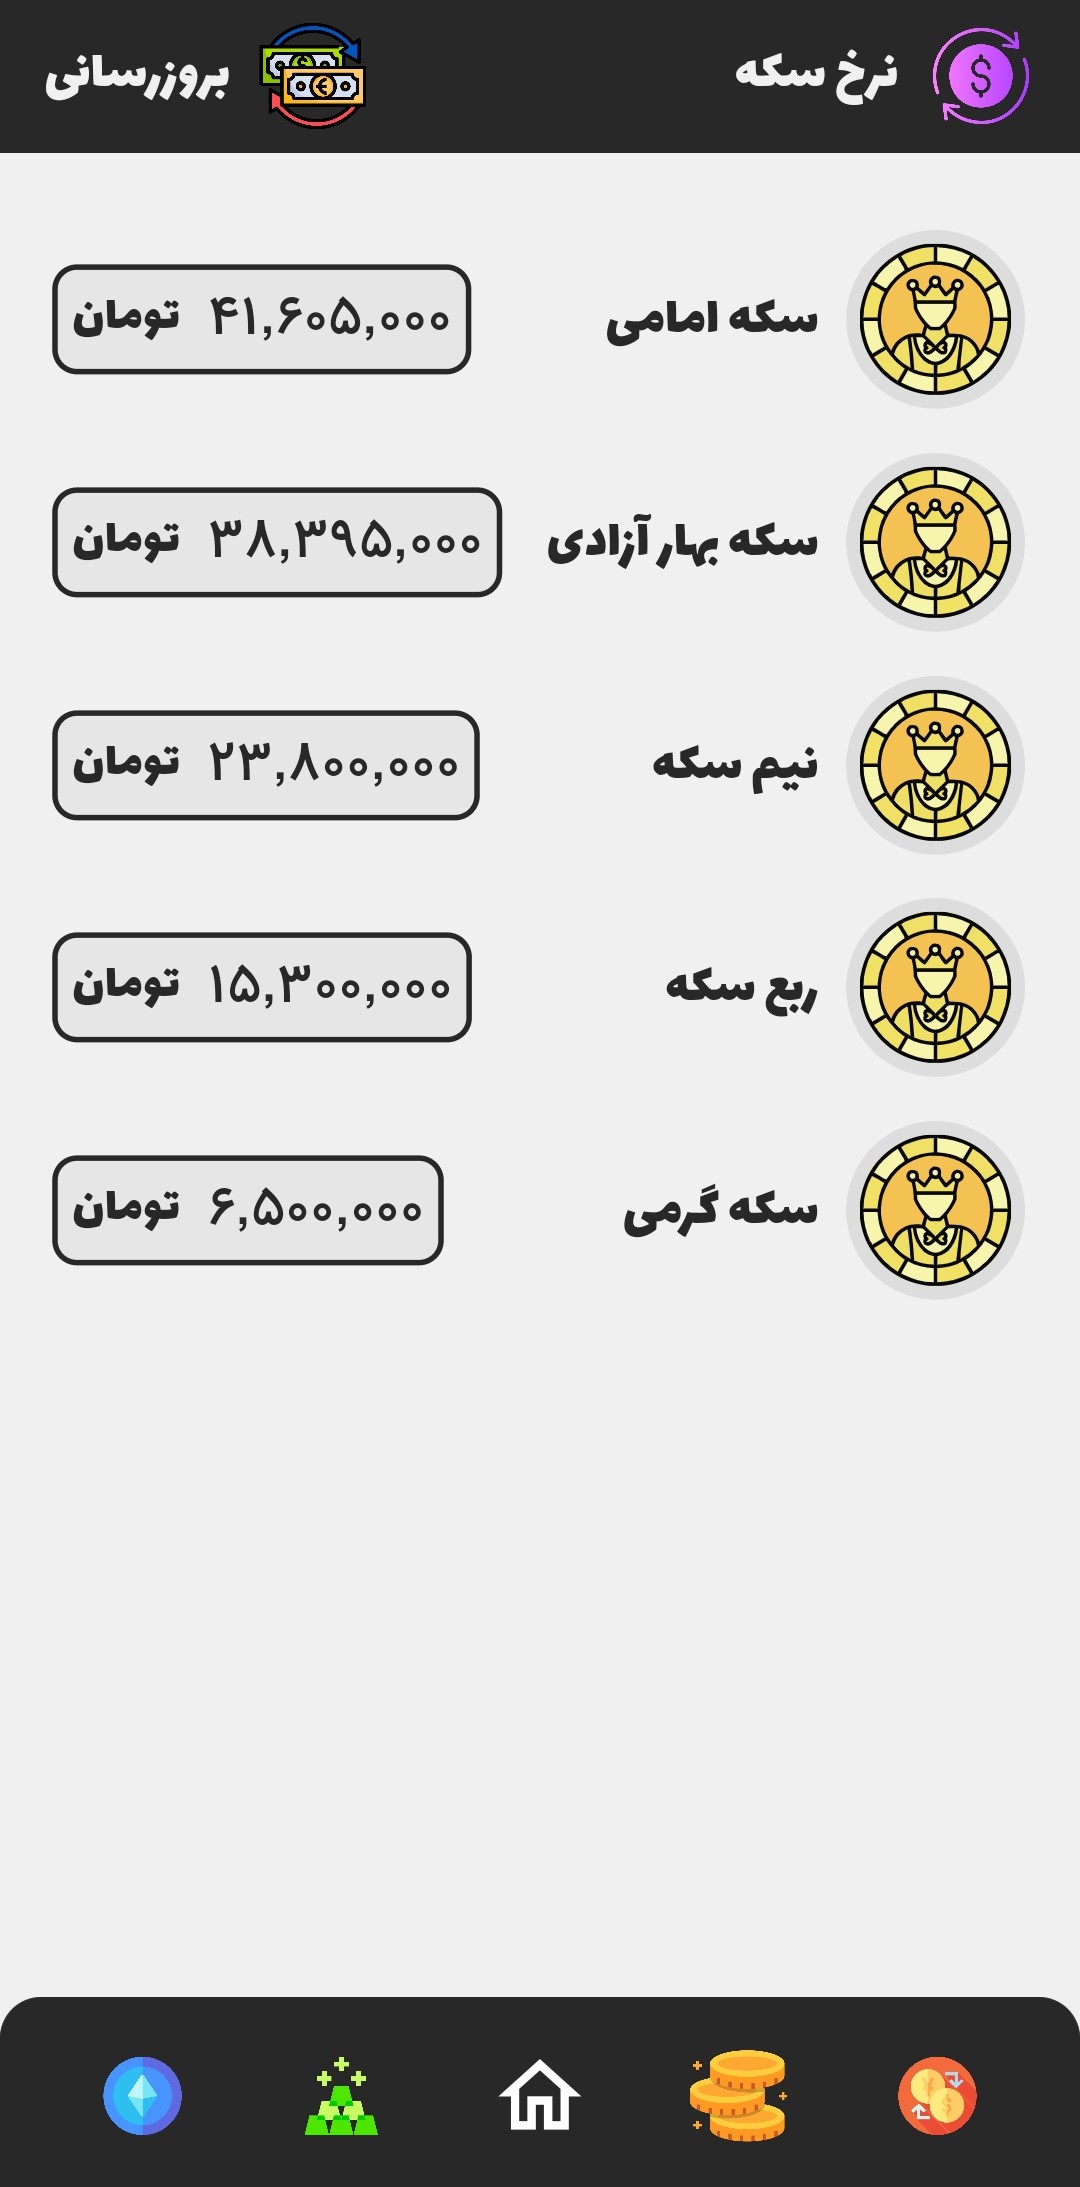 نرخ سکه
بروزرسانی
سکه امامی ۴۱,۶۰۵,۰۰۰ تومان
سکه بهار آزادی ۳۸,۳۹۵,۰۰۰ تومان
نیم سکه ۲۳,۸۰۰,۰۰۰ تومان
ربع سکه ۱۵,۳۰۰,۰۰۰ تومان
سکه گرمی ۶,۵۰۰,۰۰۰ تومان